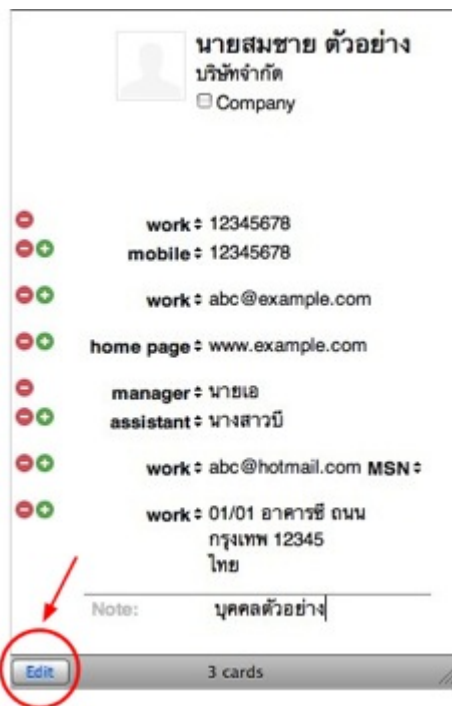 นายสมชาย ตัวอย่าง
บริษัทจำกัด
Company
work 12345678
mobile 12345678
work abc@example.com
home page www.example.com
manager นายเอ
assistant นางสาวบี
work abc@hotmail.com MSN
work 01/01 อาคารซี ถนน
กรุงเทพ 12345
ไทย
Note: บุคคลตัวอย่าง
Edit 3 cards